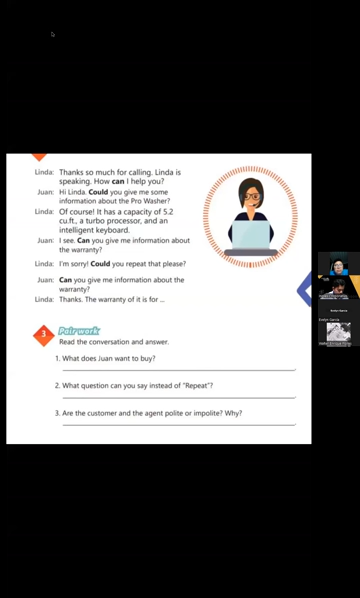 Linda: Thanks so much for calling. Linda is
speaking. How can I help you?
Juan: Hi Linda. Could you give me some
information about the Pro Washer?
Linda: Of course! It has a capacity of 5.2
cu.ft., a turbo processor, and an
intelligent keyboard.
Juan: I see. Can you give me information about
the warranty?
Linda: I'm sorry! Could you repeat that please?
Juan: Can you give me information about the
warranty?
Linda: Thanks. The warranty of it is for ...
3 Pair work
Read the conversation and answer.
1. What does Juan want to buy?
2. What question can you say instead of "Repeat"?
3. Are the customer and the agent polite or impolite? Why?
Evelyn Garcia
Evelyn Garcia